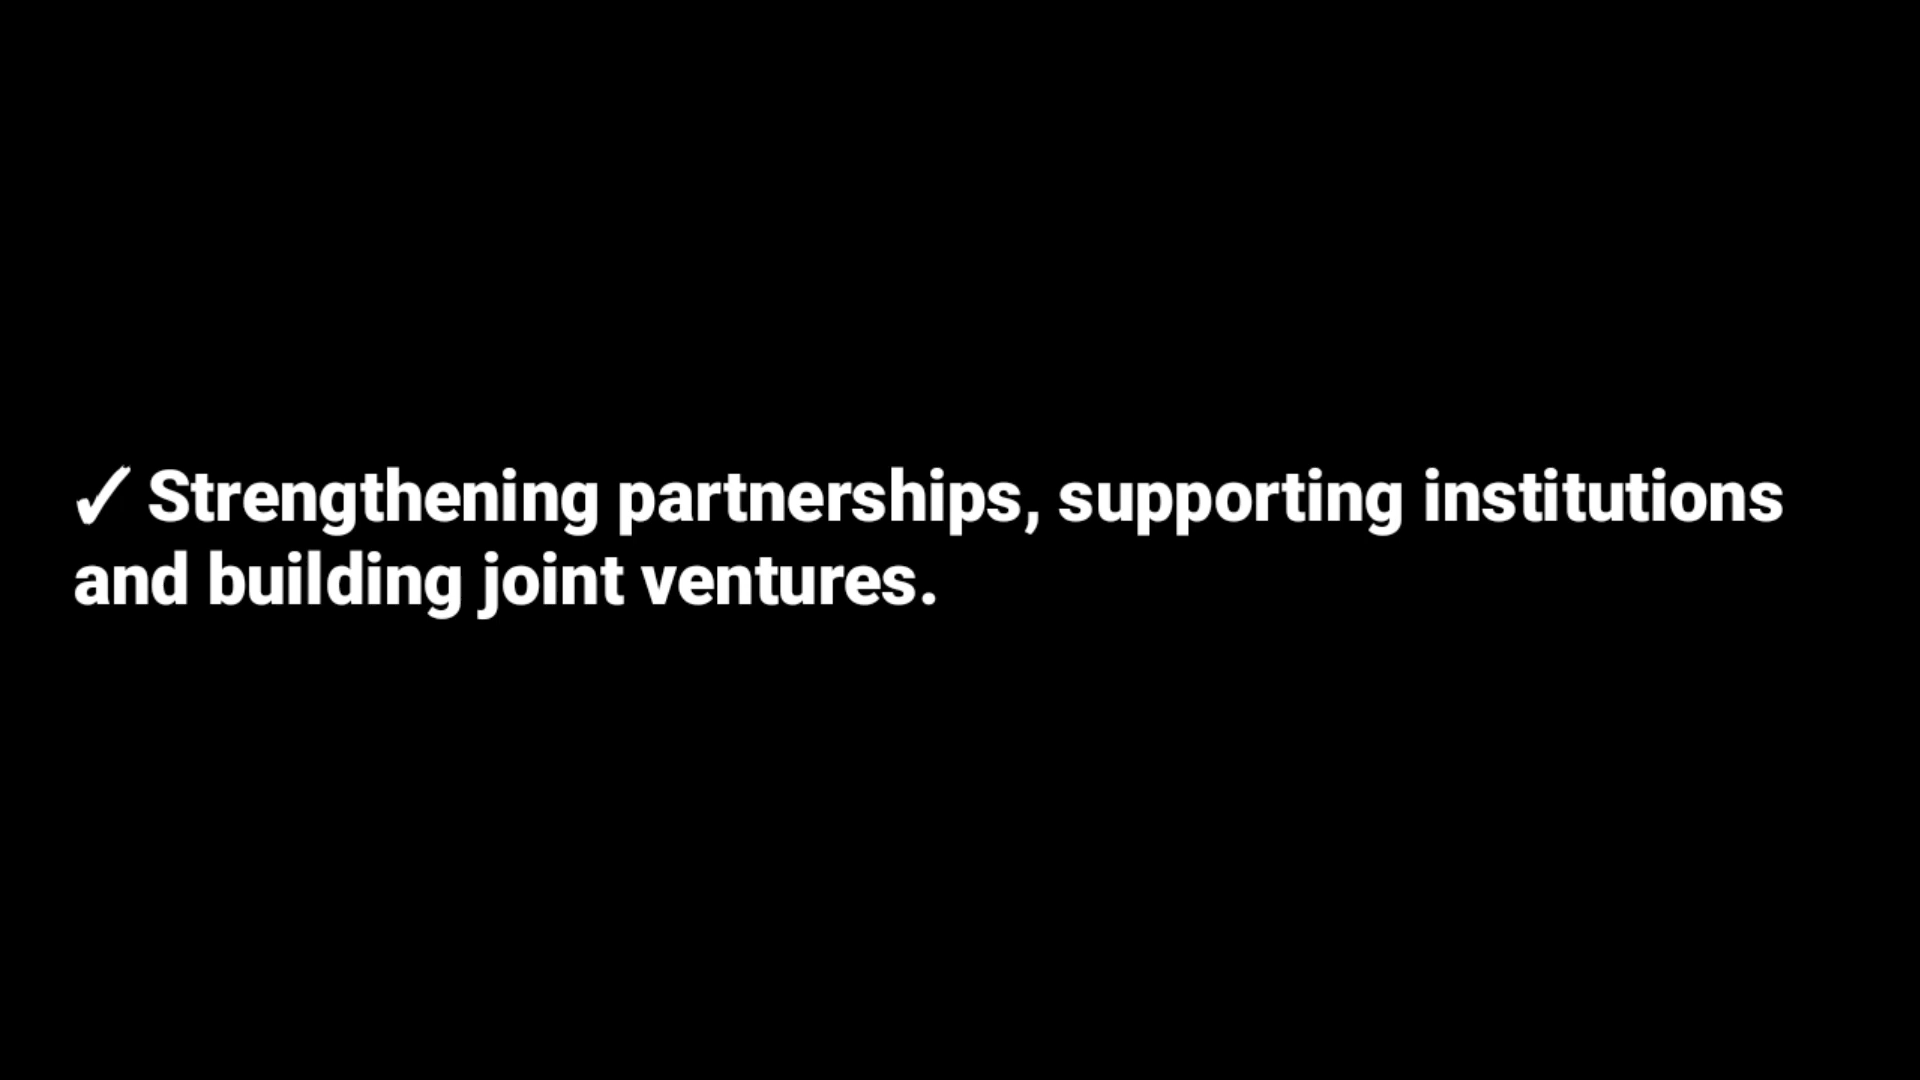 ✓ Strengthening partnerships, supporting institutions
and building joint ventures.